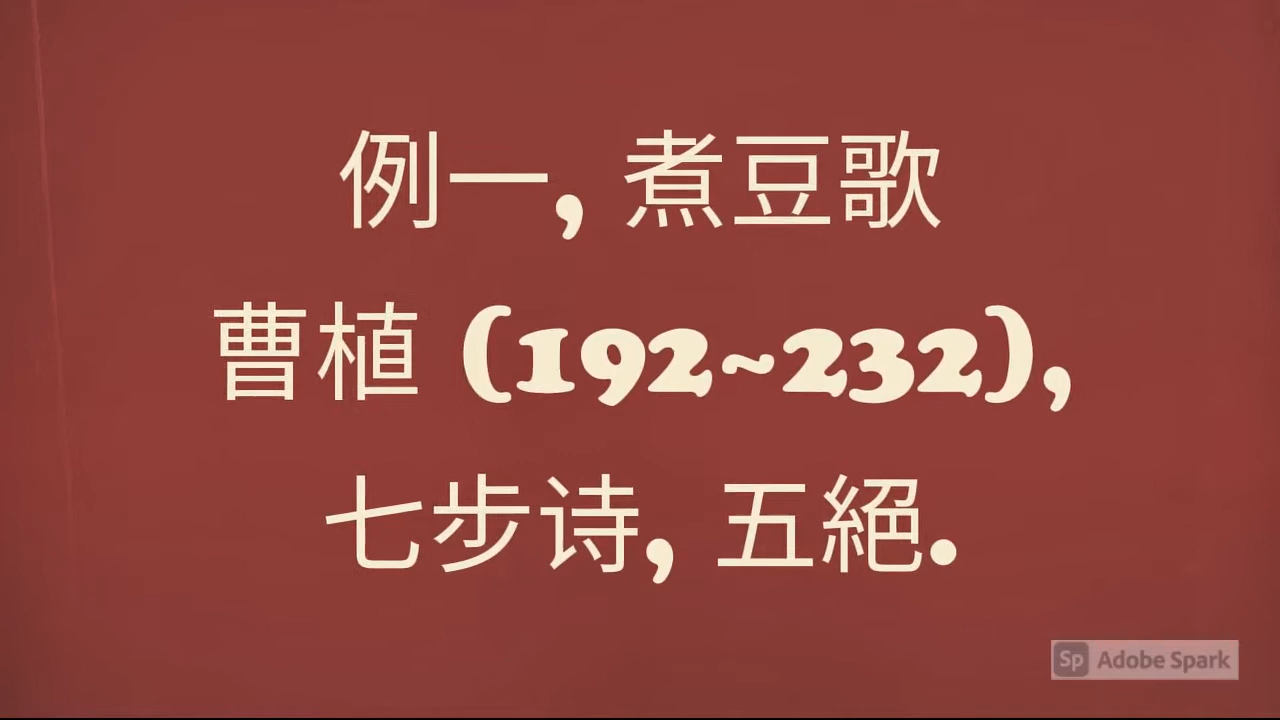 例一, 煮豆歌
曹植 (192~232),
七步诗, 五絕.
Sp Adobe Spark